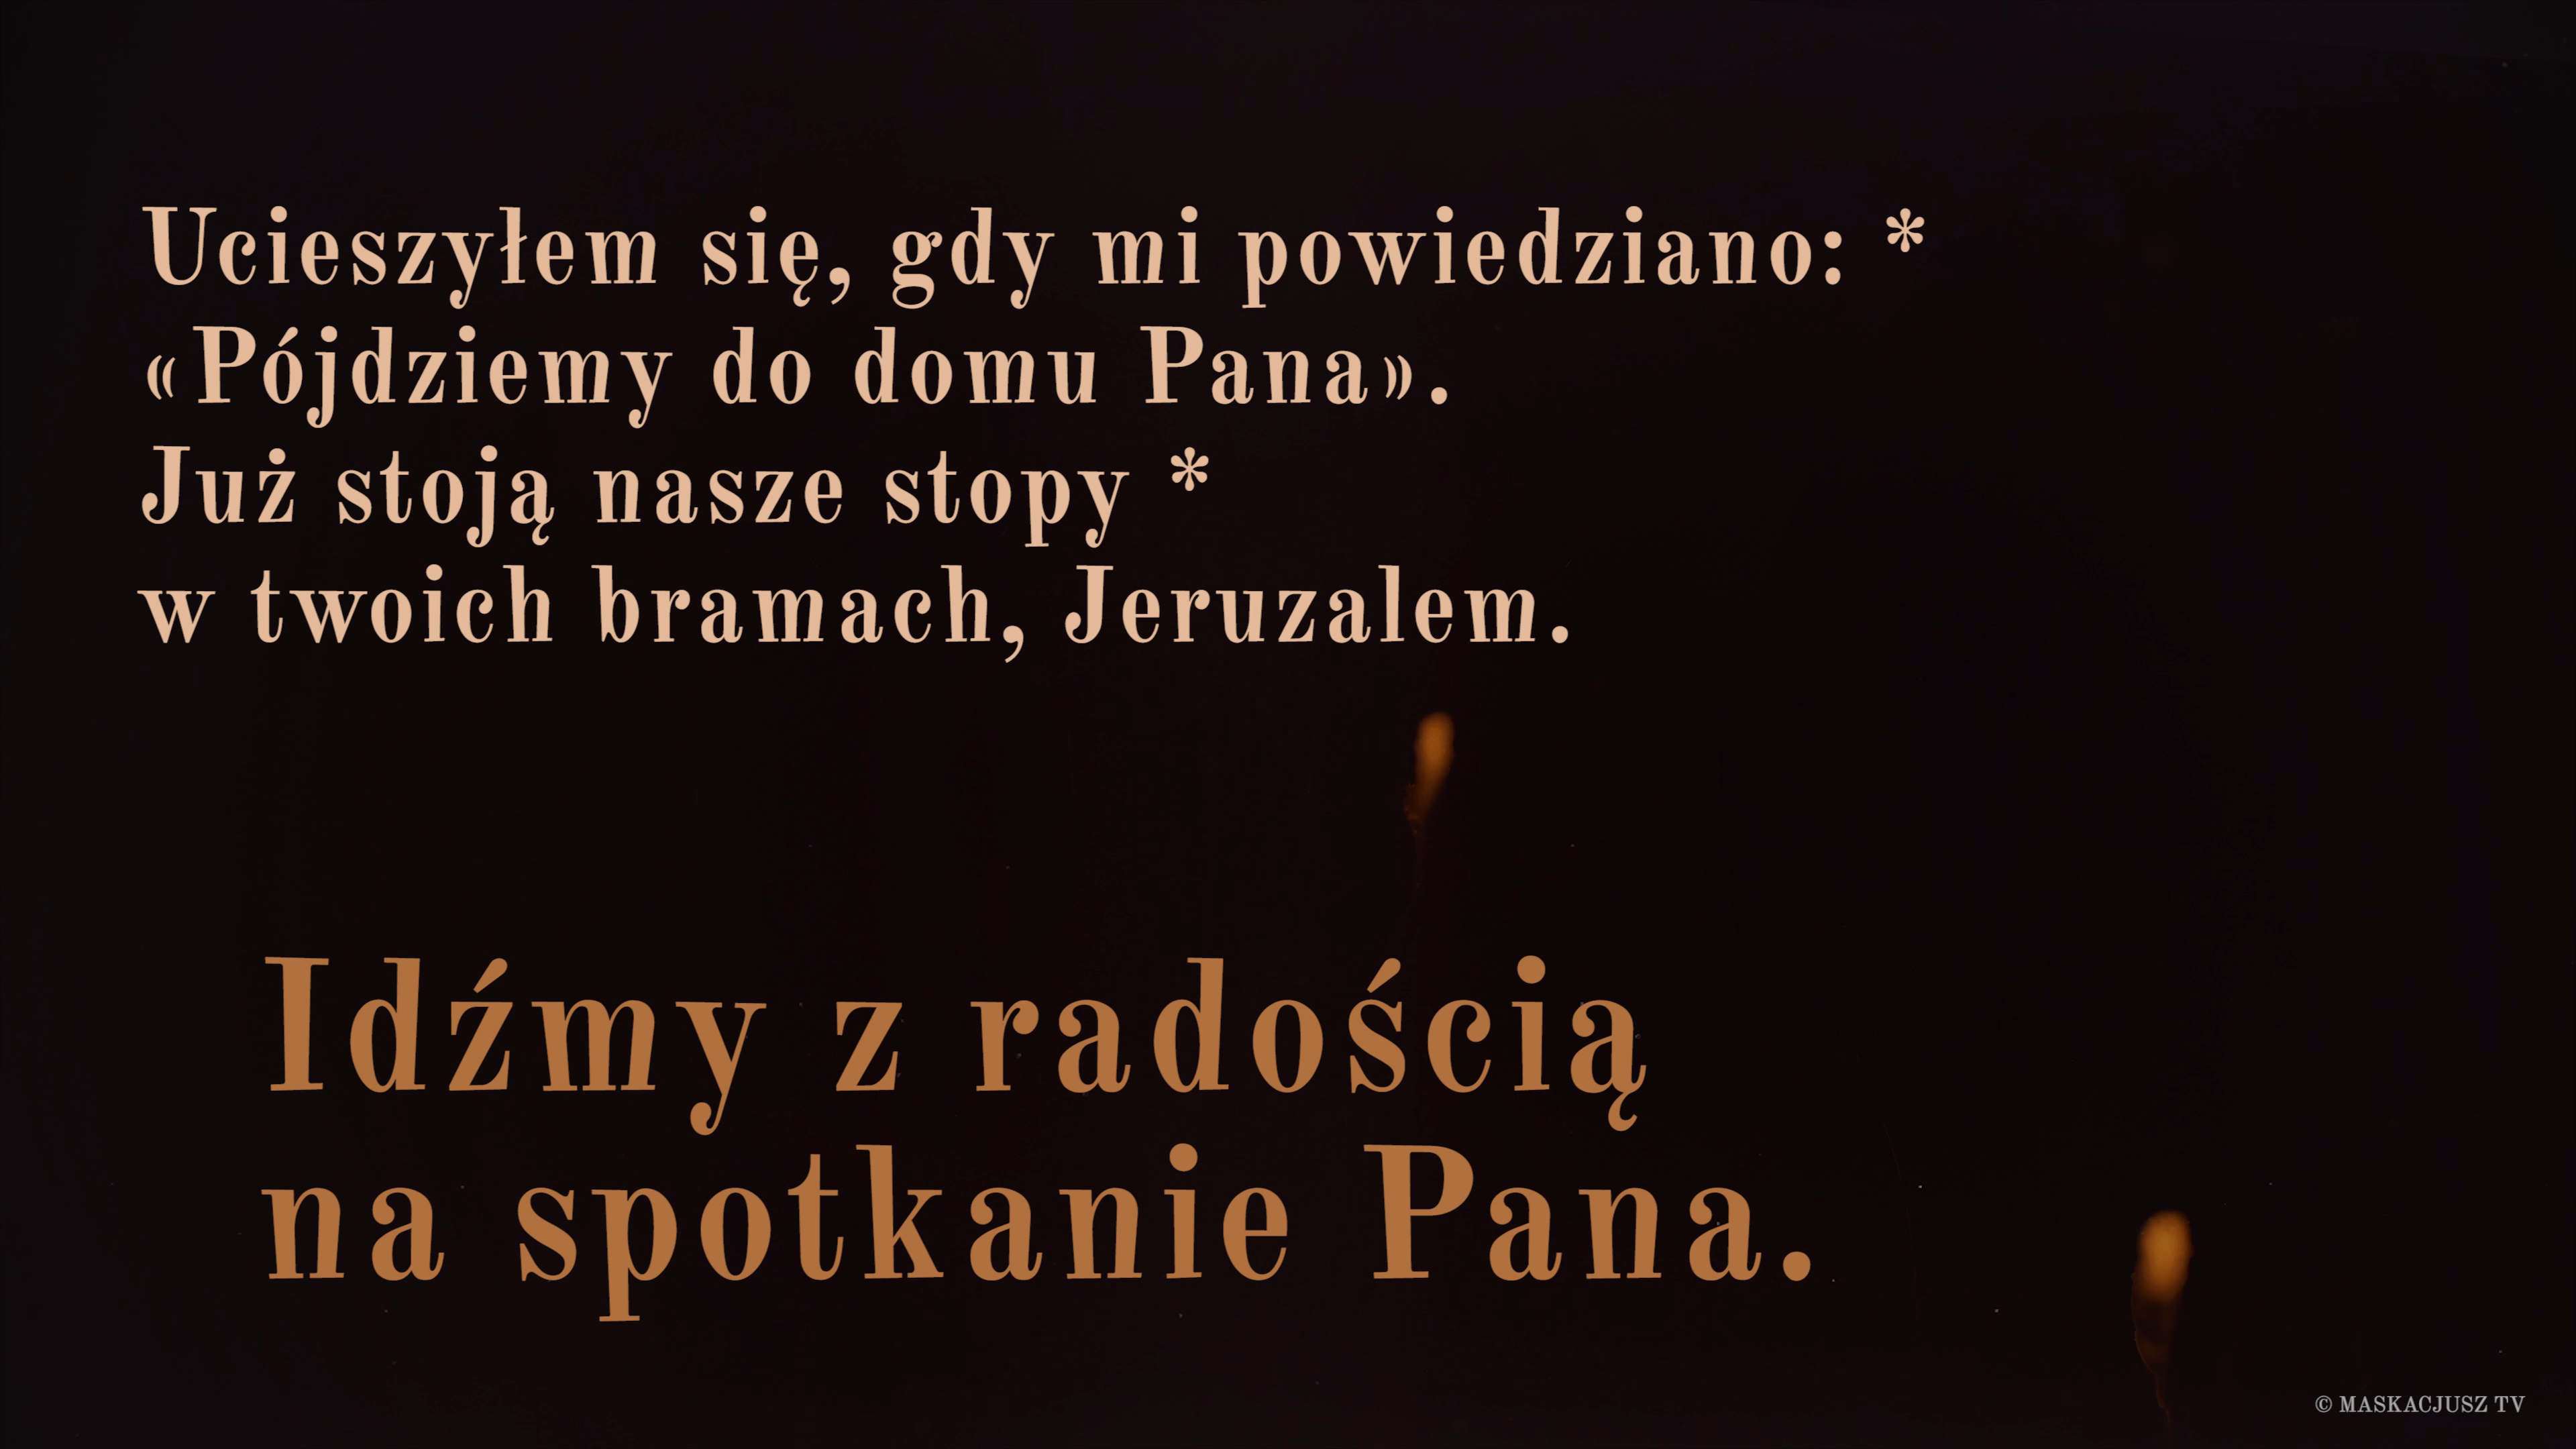 Ucieszyłem się, gdy mi powiedziano: *
«Pójdziemy do domu Pana».
Już stoją nasze stopy *
w twoich bramach, Jeruzalem.
Idźmy z radością
na spotkanie Pana.
© MASKACJUSZ TV